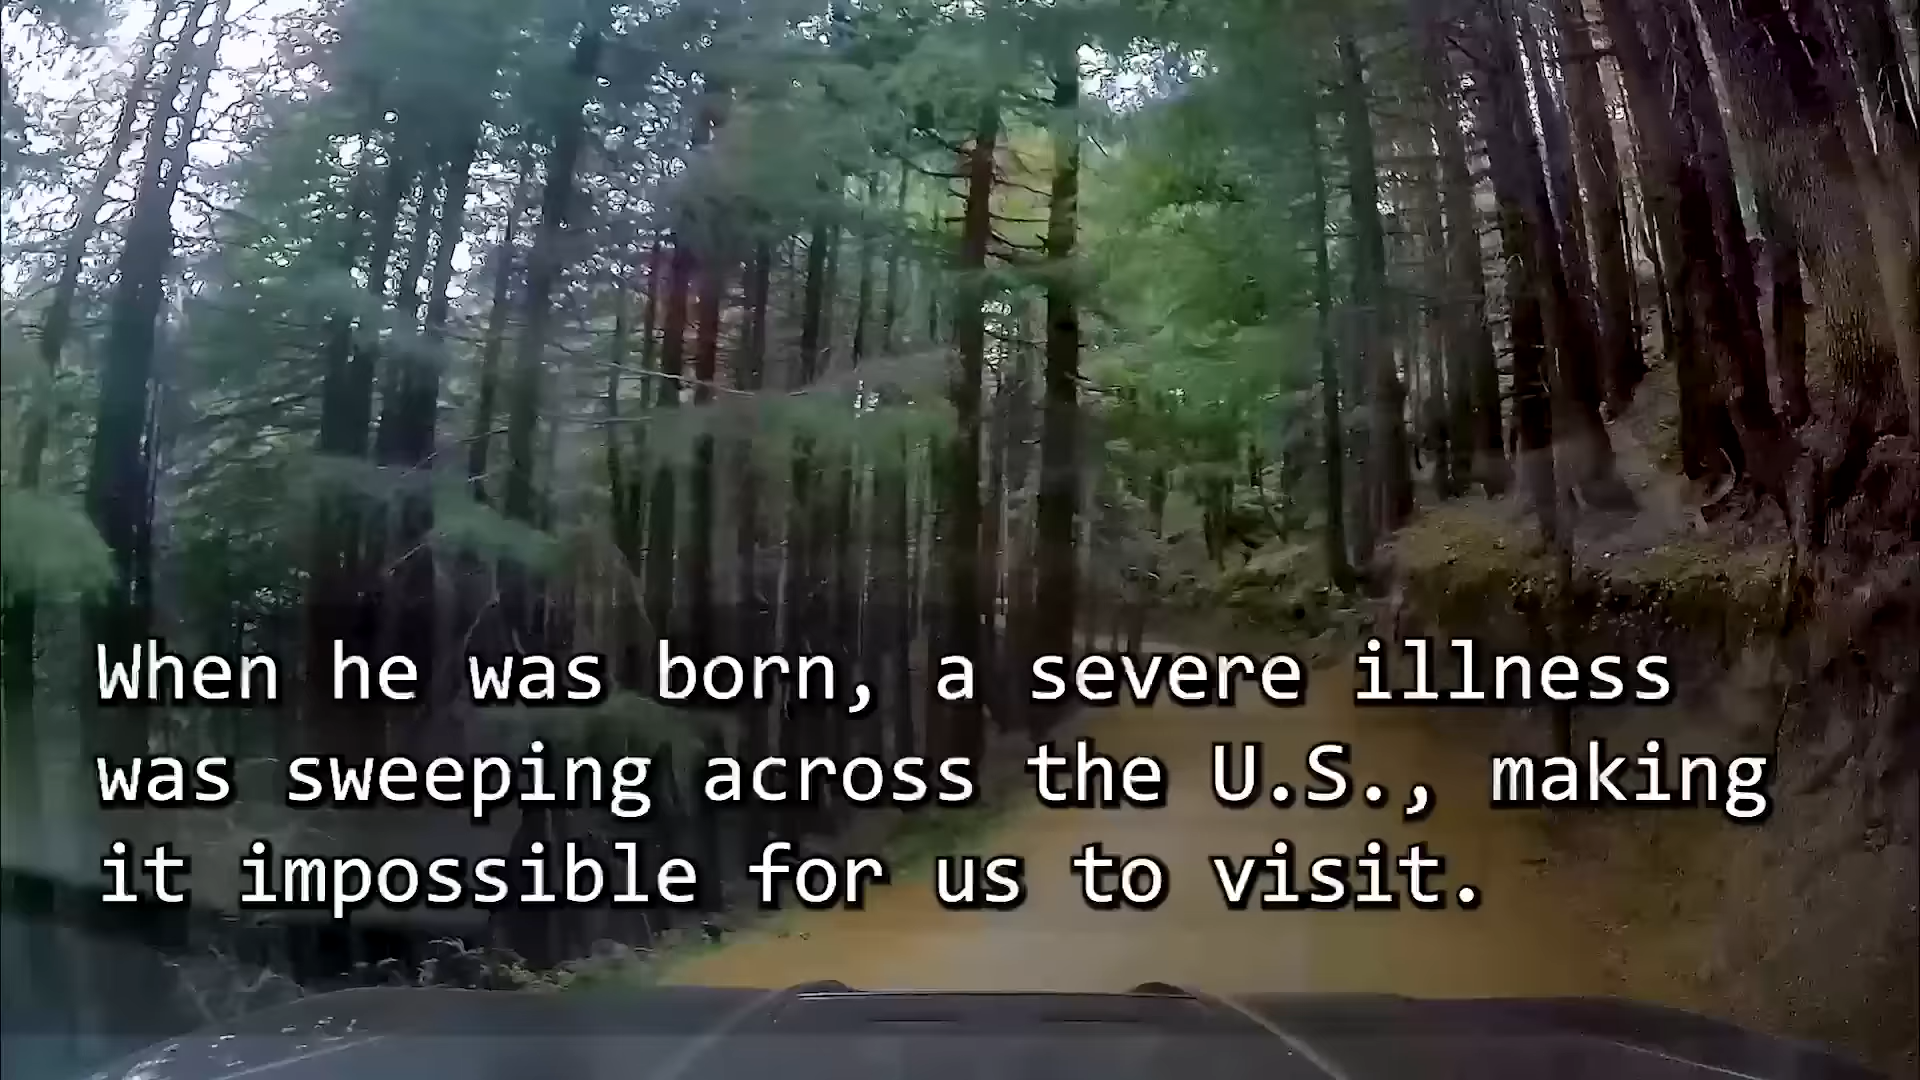 When he was born, a severe illness
was sweeping across the U.S., making
it impossible for us to visit.